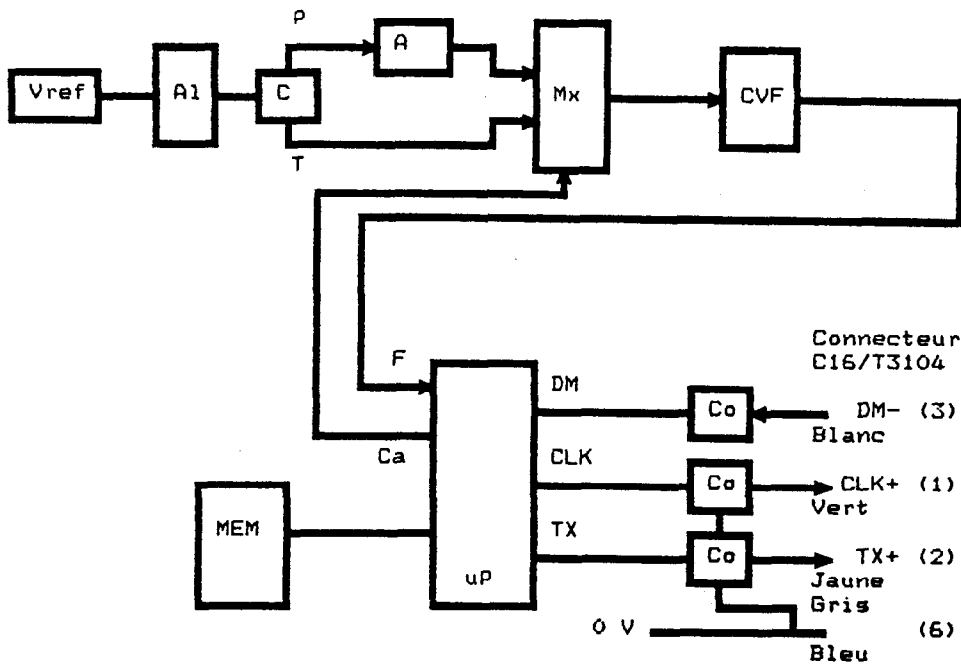 P
A
Vref
Al
C
Mx
CVF
T
Connecteur
C16/T3104
F
DM
Co
DM- (3)
Blanc
Ca
CLK
Co
CLK+ (1)
Vert
MEM
TX
Co
TX+ (2)
uP
Jaune
Gris
0 V
(6)
Bleu